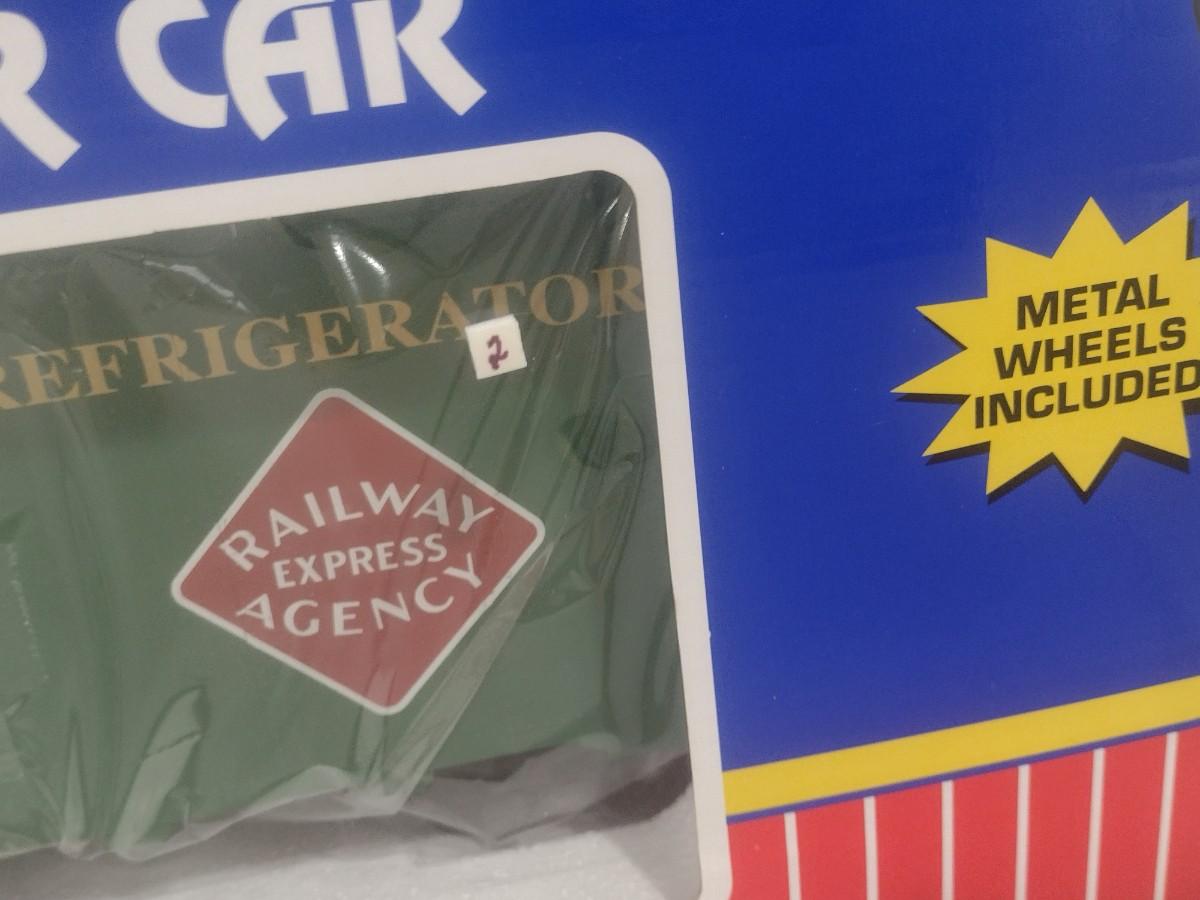 R CAR
REFRIGERATOR
2
RAILWAY
EXPRESS
AGENCY
METAL
WHEELS
INCLUDED